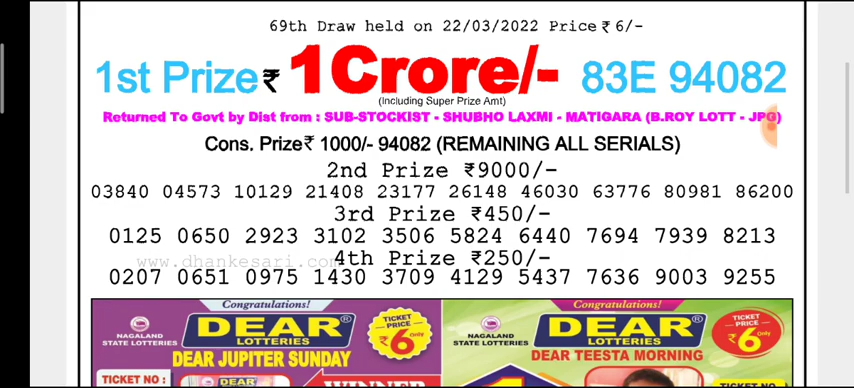 69th Draw held on 22/03/2022 Price ₹ 6/-
1st Prize ₹ 1Crore/- 83E 94082
(Including Super Prize Amt)
Returned To Govt by Dist from : SUB-STOCKIST - SHUBHO LAXMI - MATIGARA (B.ROY LOTT - JPG)
Cons. Prize ₹ 1000/- 94082 (REMAINING ALL SERIALS)
2nd Prize ₹9000/-
03840 04573 10129 21408 23177 26148 46030 63776 80981 86200
3rd Prize ₹450/-
0125 0650 2923 3102 3506 5824 6440 7694 7939 8213
www.dhankesari.com
4th Prize ₹250/-
0207 0651 0975 1430 3709 4129 5437 7636 9003 9255
Congratulations!
NAGALAND
STATE LOTTERIES
DEAR®
LOTTERIES
DEAR JUPITER SUNDAY
TICKET
PRICE
₹6 Only
TICKET NO :
DEAR
WINNER
Congratulations!
NAGALAND
STATE LOTTERIES
DEAR®
LOTTERIES
DEAR TEESTA MORNING
TICKET
PRICE
₹6 Only